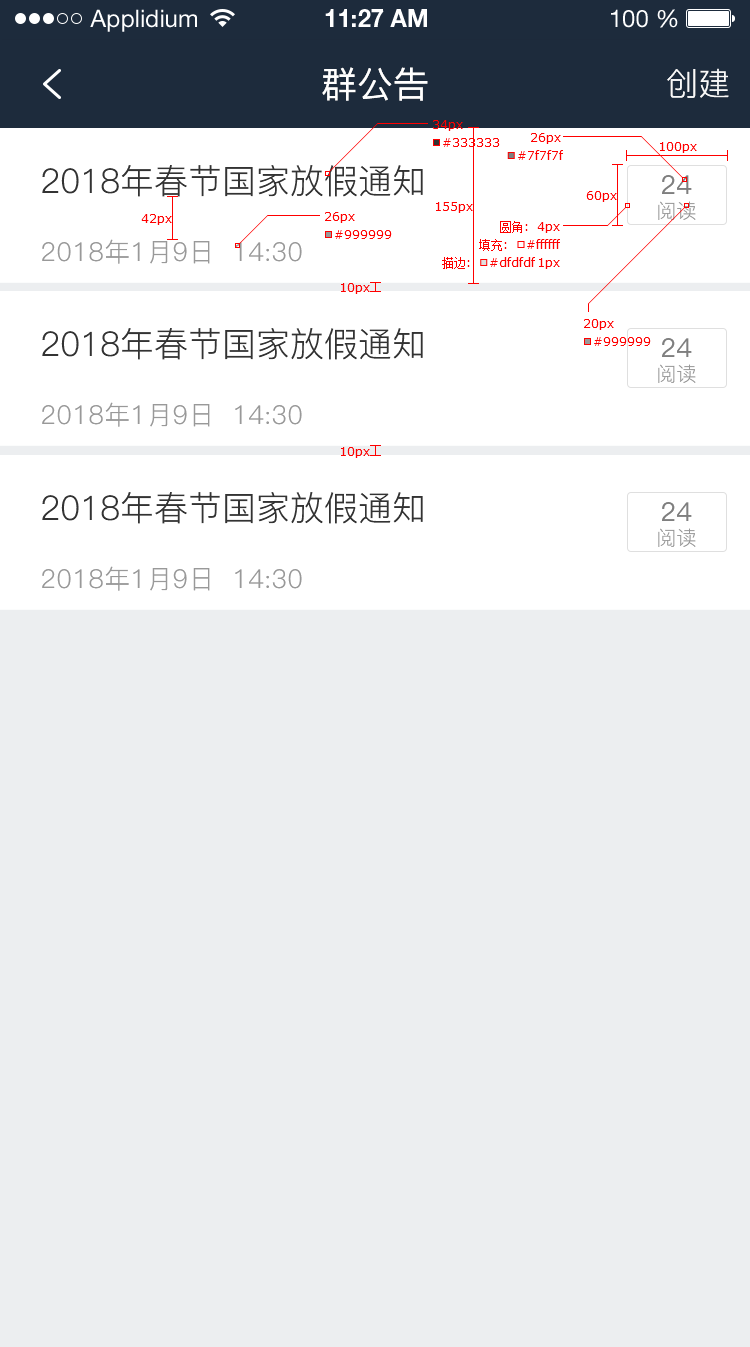 Applidium 11:27 AM 100 %
群公告 创建
34px
#333333
26px
#7f7f7f
100px
2018年春节国家放假通知
24
阅读
60px
42px
26px
#999999
155px
圆角：4px
填充：#ffffff
描边：#dfdfdf 1px
2018年1月9日 14:30
10px
20px
#999999
2018年春节国家放假通知
24
阅读
2018年1月9日 14:30
10px
2018年春节国家放假通知
24
阅读
2018年1月9日 14:30